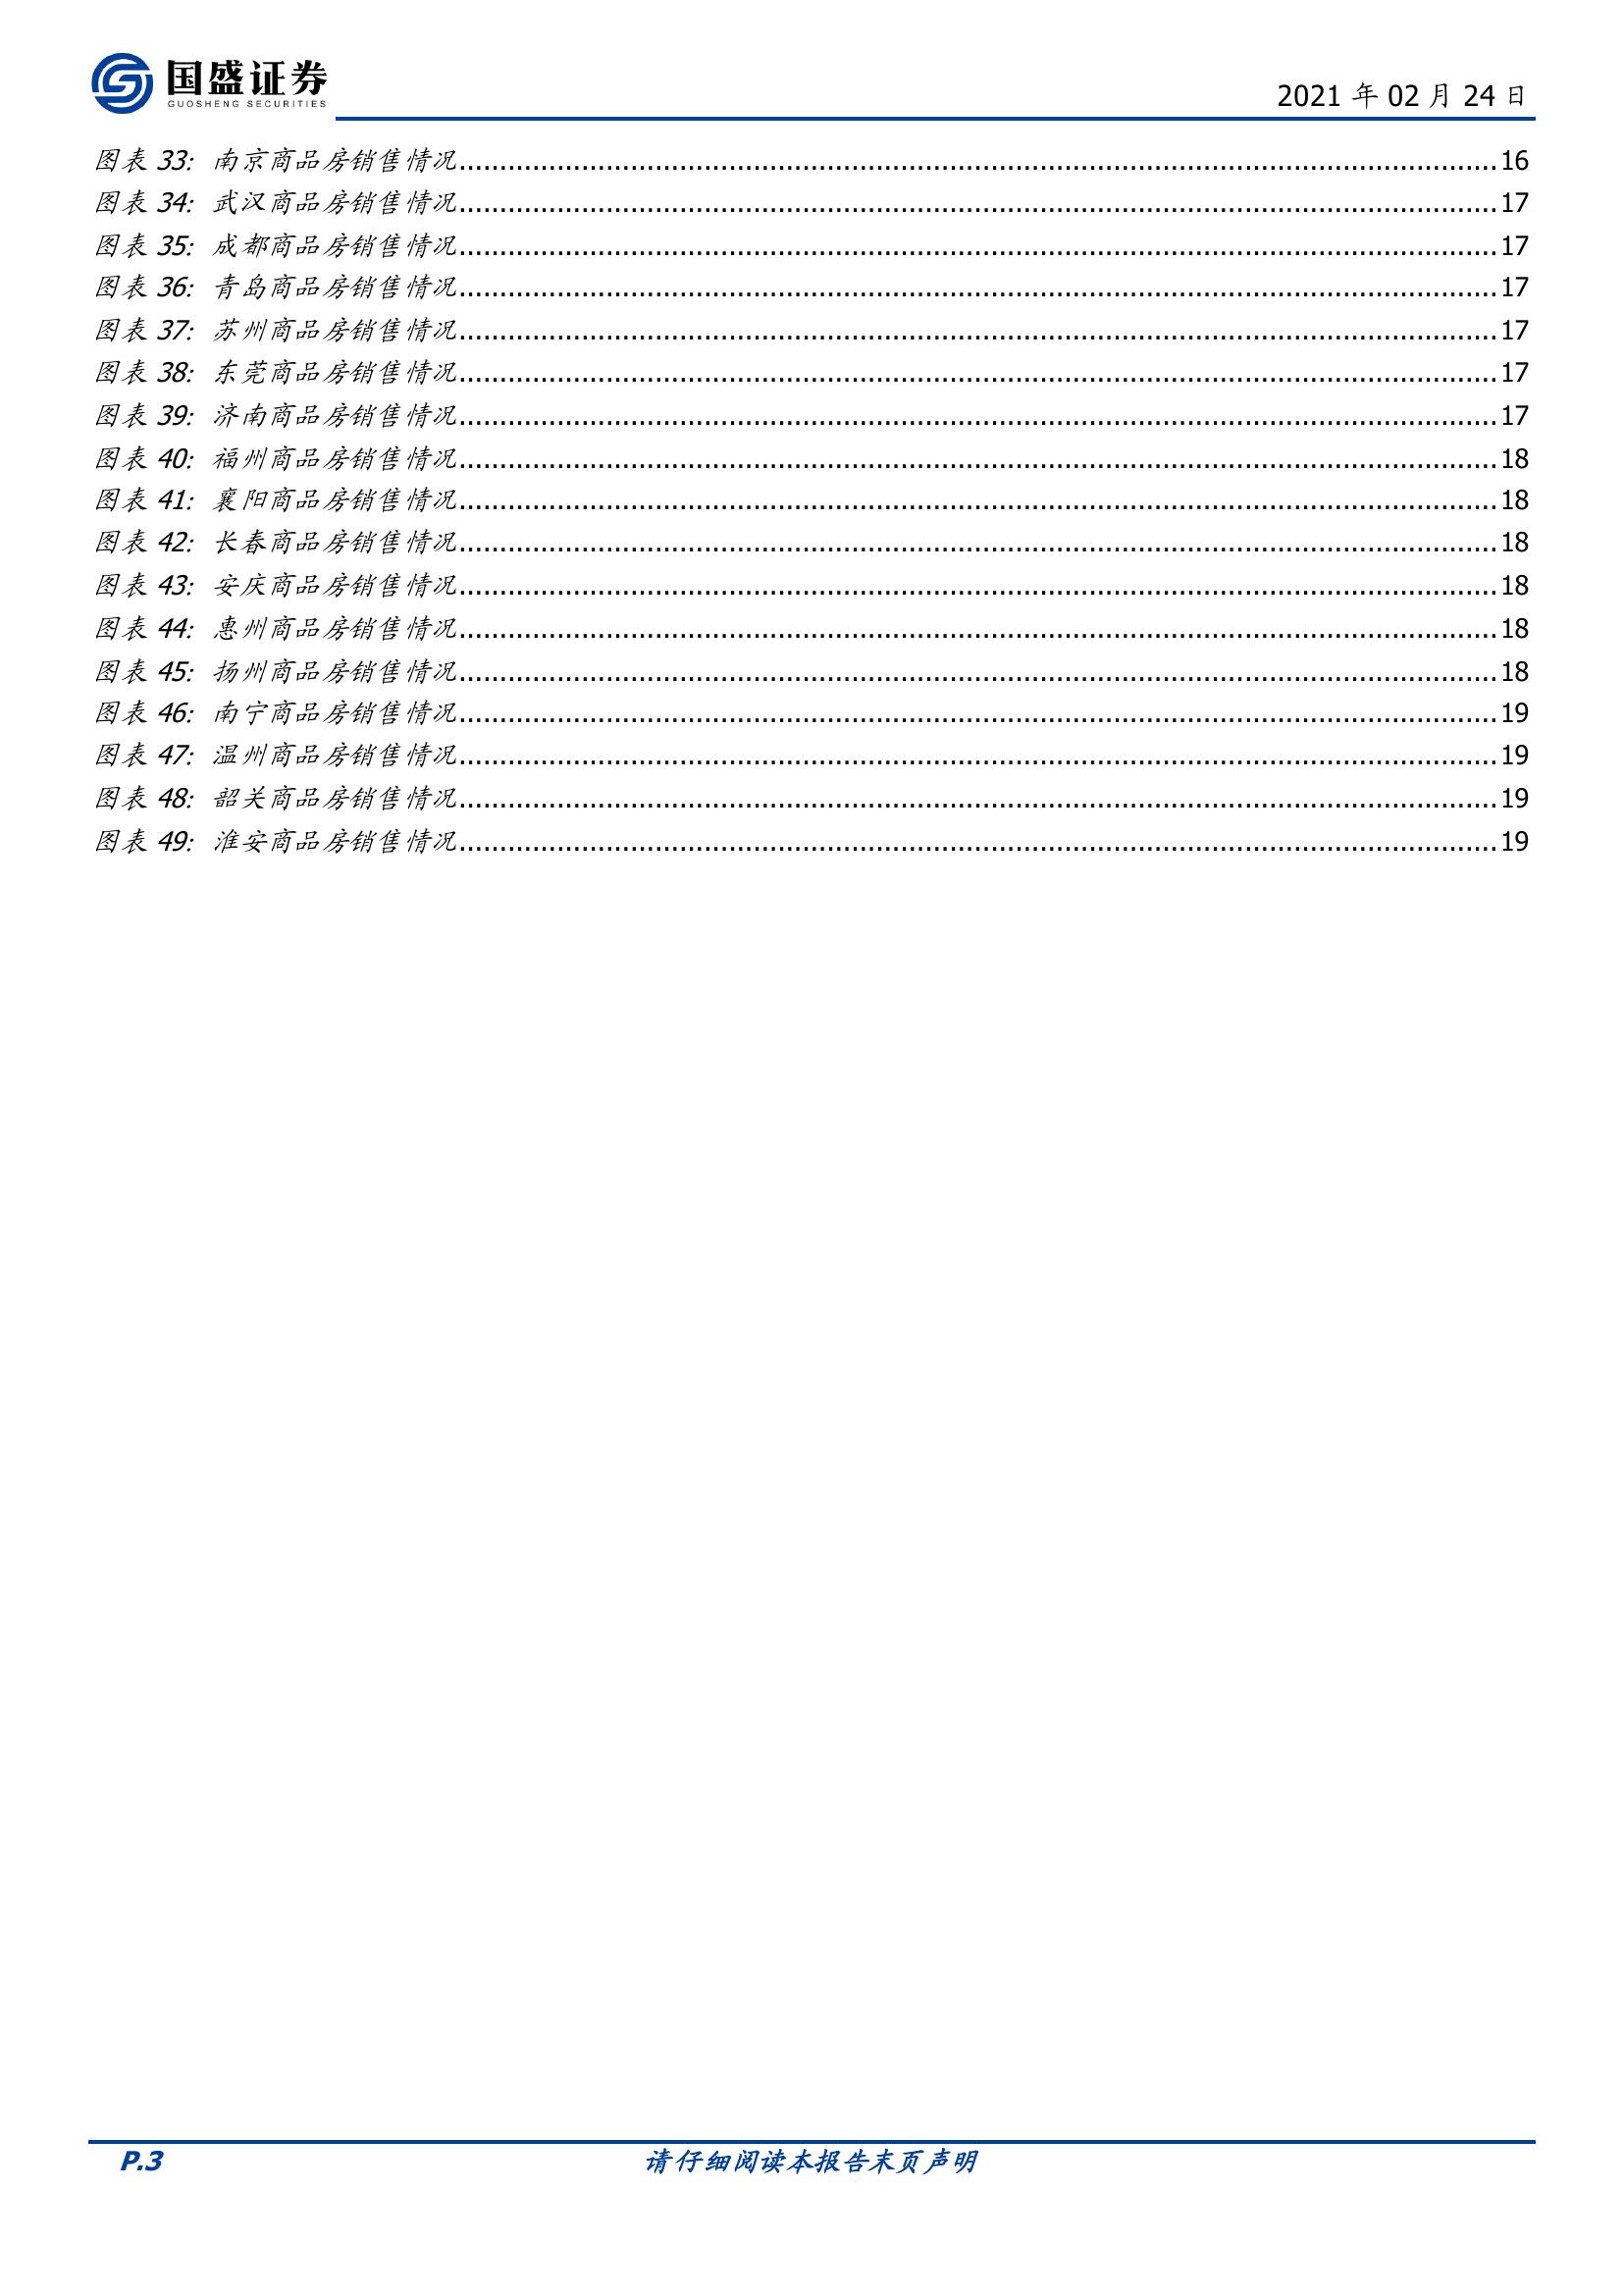 国盛证券
GUOSHENG SECURITIES
2021 年 02 月 24 日
图表 33: 南京商品房销售情况................16
图表 34: 武汉商品房销售情况................17
图表 35: 成都商品房销售情况................17
图表 36: 青岛商品房销售情况................17
图表 37: 苏州商品房销售情况................17
图表 38: 东莞商品房销售情况................17
图表 39: 济南商品房销售情况................17
图表 40: 福州商品房销售情况................18
图表 41: 襄阳商品房销售情况................18
图表 42: 长春商品房销售情况................18
图表 43: 安庆商品房销售情况................18
图表 44: 惠州商品房销售情况................18
图表 45: 扬州商品房销售情况................18
图表 46: 南宁商品房销售情况................19
图表 47: 温州商品房销售情况................19
图表 48: 韶关商品房销售情况................19
图表 49: 淮安商品房销售情况................19
P.3 请仔细阅读本报告末页声明